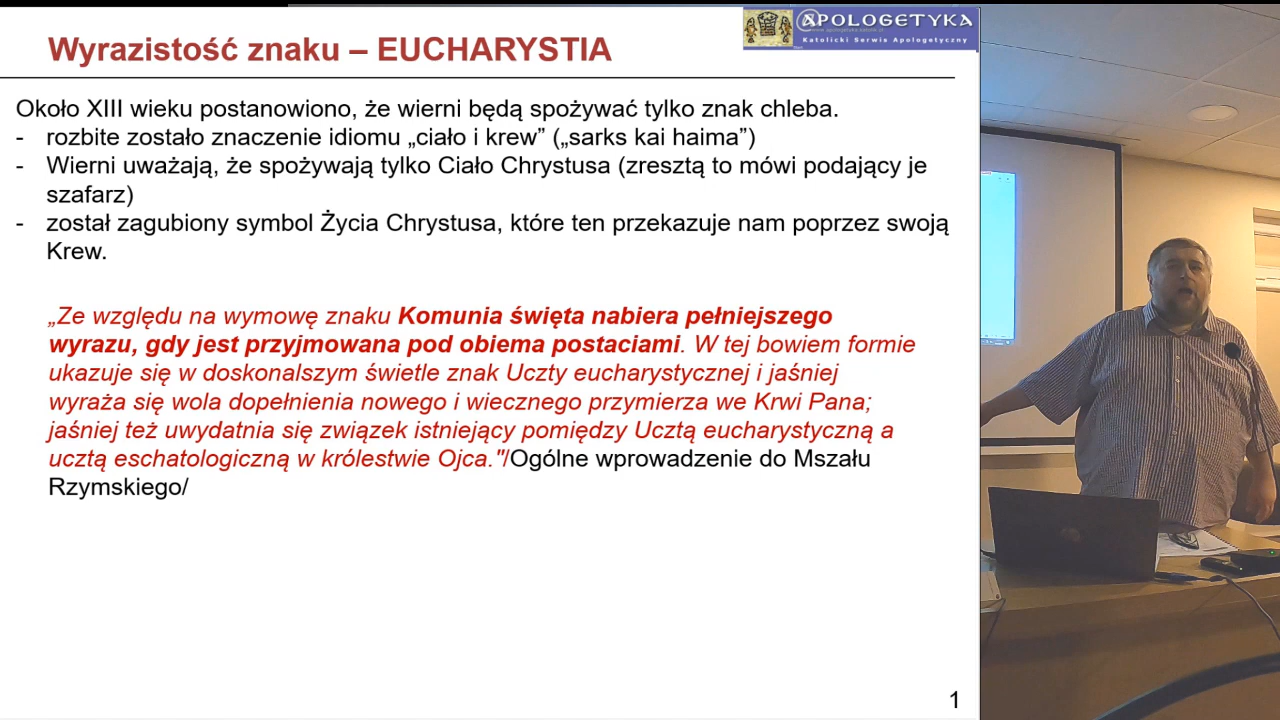 Wyrazistość znaku – EUCHARYSTIA
@APOLOGETYKA
Katolicki Serwis Apologetyczny
Około XIII wieku postanowiono, że wierni będą spożywać tylko znak chleba.
- rozbite zostało znaczenie idiomu „ciało i krew” („sarks kai haima”)
- Wierni uważają, że spożywają tylko Ciało Chrystusa (zresztą to mówi podający je
szafarz)
- został zagubiony symbol Życia Chrystusa, które ten przekazuje nam poprzez swoją
Krew.
„Ze względu na wymowę znaku Komunia święta nabiera pełniejszego
wyrazu, gdy jest przyjmowana pod obiema postaciami. W tej bowiem formie
ukazuje się w doskonalszym świetle znak Uczty eucharystycznej i jaśniej
wyraża się wola dopełnienia nowego i wiecznego przymierza we Krwi Pana;
jaśniej też uwydatnia się związek istniejący pomiędzy Ucztą eucharystyczną a
ucztą eschatologiczną w królestwie Ojca."/Ogólne wprowadzenie do Mszału
Rzymskiego/
1